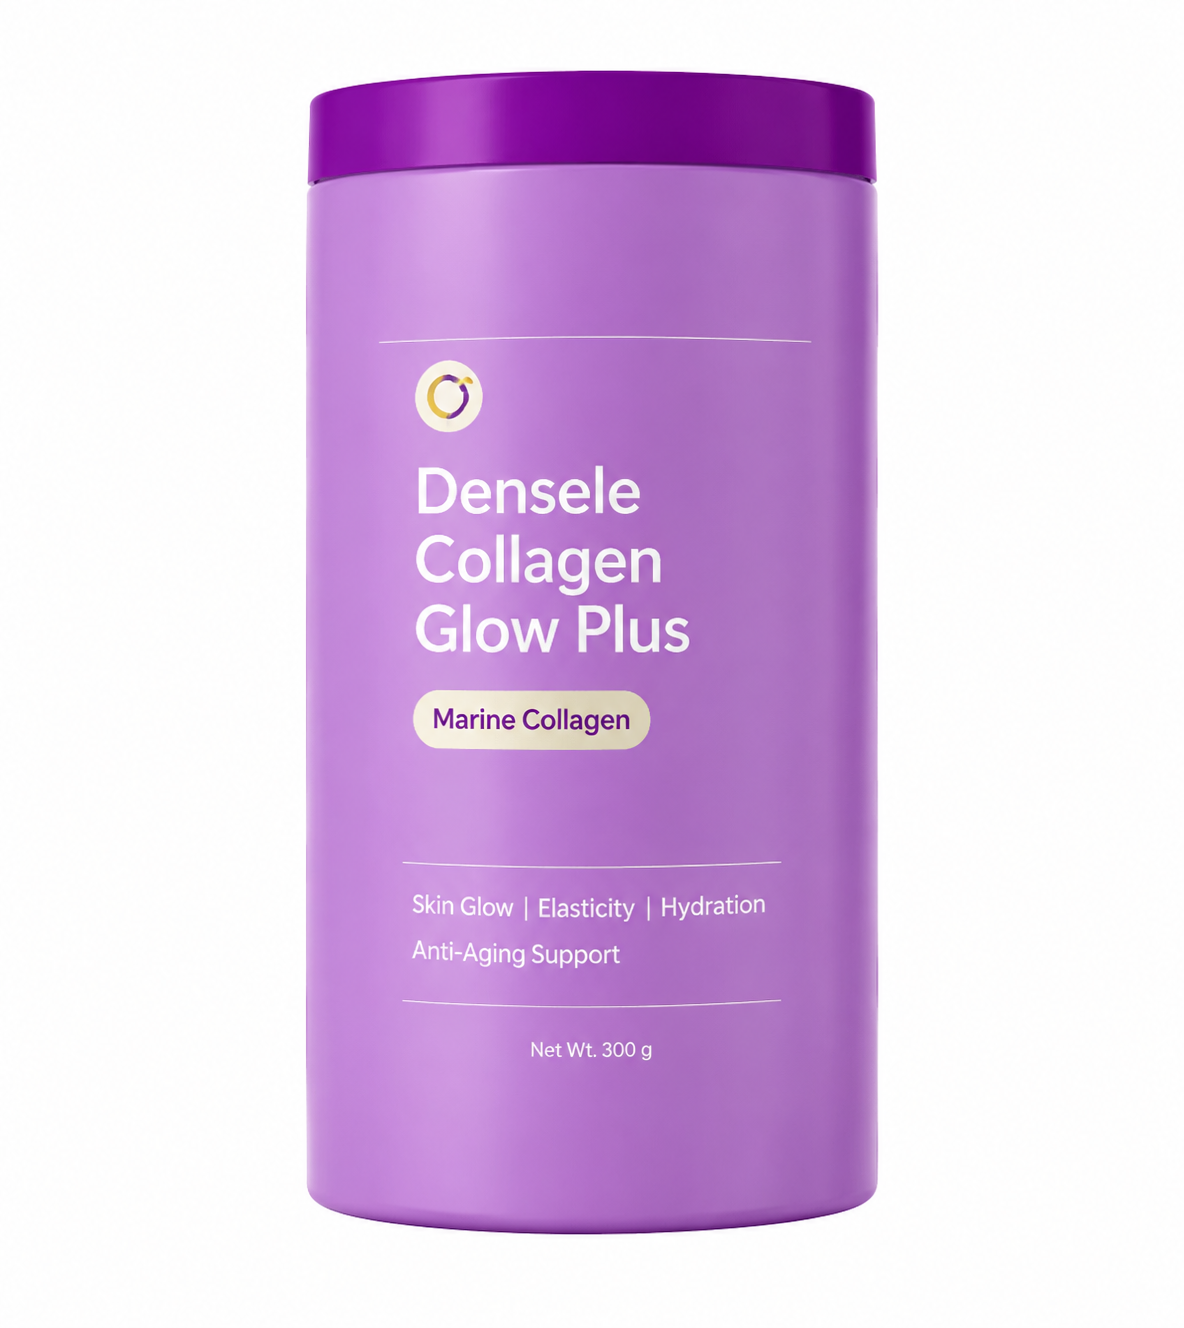 Densele
Collagen
Glow Plus
Marine Collagen
Skin Glow | Elasticity | Hydration
Anti-Aging Support
Net Wt. 300 g